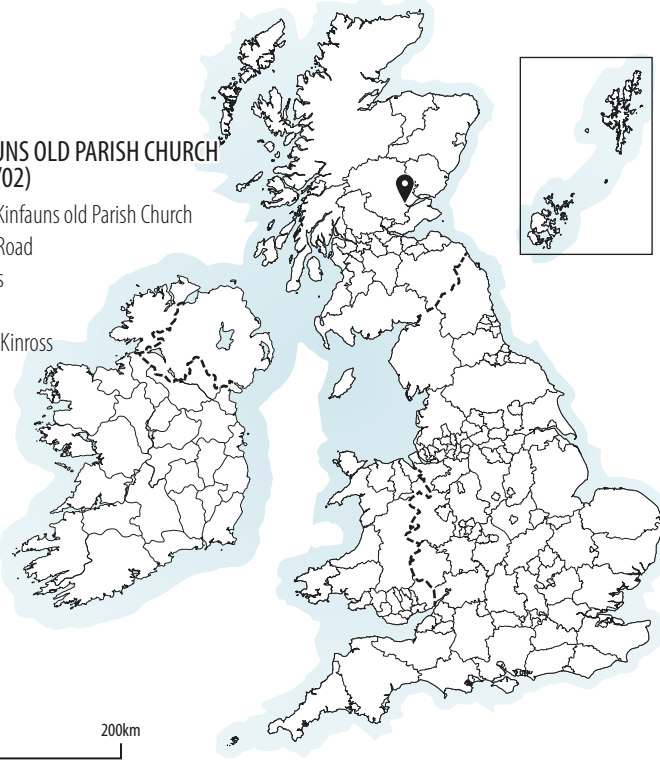 UNS OLD PARISH CHURCH
/02)
Kinfauns old Parish Church
Road
s
Kinross
200km